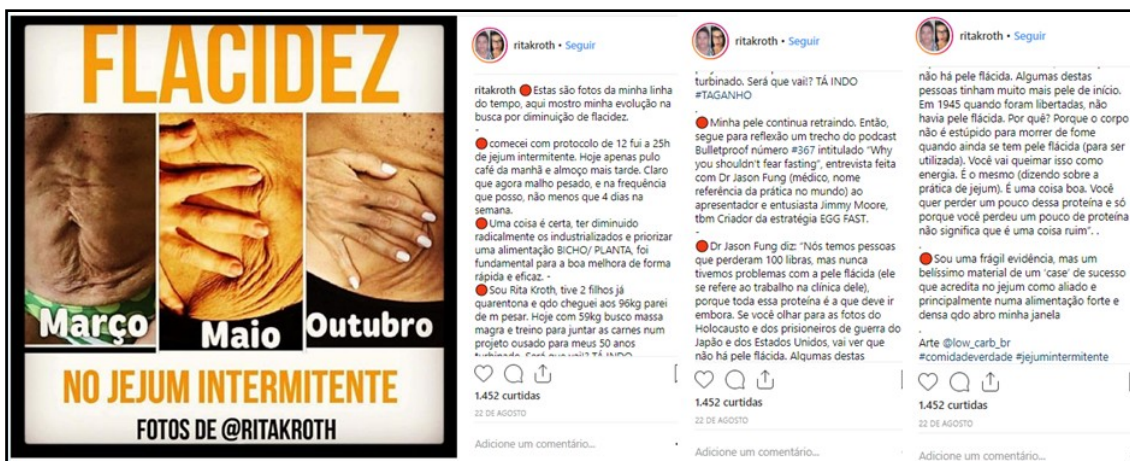 FLACIDEZ
Março
Maio
Outubro
NO JEJUM INTERMITENTE
FOTOS DE @RITAKROTH
ritakroth • Seguir
ritakroth 🔴Estas são fotos da minha linha
do tempo, aqui mostro minha evolução na
busca por diminuição de flacidez.
-
🔴comecei com protocolo de 12 fui a 25h
de jejum intermitente. Hoje apenas pulo
café da manhã e almoço mais tarde. Claro
que agora malho pesado, e na frequência
que posso, não menos que 4 dias na
semana.
🔴Uma coisa é certa, ter diminuido
radicalmente os industrializados e priorizar
uma alimentação BICHO/ PLANTA, foi
fundamental para a boa melhora de forma
rápida e eficaz. -
🔴Sou Rita Kroth, tive 2 filhos já
quarentona e qdo cheguei aos 96kg parei
de m pesar. Hoje com 59kg busco massa
magra e treino para juntar as carnes num
projeto ousado para meus 50 anos
turbinado. Será que vai!? TÁ INDO
1.452 curtidas
22 DE AGOSTO
Adicione um comentário...
ritakroth • Seguir
turbinado. Será que vai!? TÁ INDO
#TAGANHO
.
🔴Minha pele continua retraindo. Então,
segue para reflexão um trecho do podcast
Bulletproof número #367 intitulado "Why
you shouldn't fear fasting", entrevista feita
com Dr Jason Fung (médico, nome
referência da prática no mundo) ao
apresentador e entusiasta Jimmy Moore,
tbm Criador da estratégia EGG FAST.
.
🔴Dr Jason Fung diz: "Nós temos pessoas
que perderam 100 libras, mas nunca
tivemos problemas com a pele flácida (ele
se refere ao trabalho na clínica dele),
porque toda essa proteína é a que deve ir
embora. Se você olhar para as fotos do
Holocausto e dos prisioneiros de guerra do
Japão e dos Estados Unidos, vai ver que
não há pele flácida. Algumas destas
1.452 curtidas
22 DE AGOSTO
Adicione um comentário...
ritakroth • Seguir
não há pele flácida. Algumas destas
pessoas tinham muito mais pele de início.
Em 1945 quando foram libertadas, não
havia pele flácida. Por quê? Porque o corpo
não é estúpido para morrer de fome
quando ainda se tem pele flácida (para ser
utilizada). Você vai queimar isso como
energia. É o mesmo (dizendo sobre a
prática de jejum). É uma coisa boa. Você
quer perder um pouco dessa proteína e só
porque você perdeu um pouco de proteína
não significa que é uma coisa ruim". .
.
🔴Sou uma frágil evidência, mas um
belíssimo material de um 'case' de sucesso
que acredita no jejum como aliado e
principalmente numa alimentação forte e
densa qdo abro minha janela
.
Arte @low_carb_br
#comidadeverdade #jejumintermitente
1.452 curtidas
22 DE AGOSTO
Adicione um comentário...